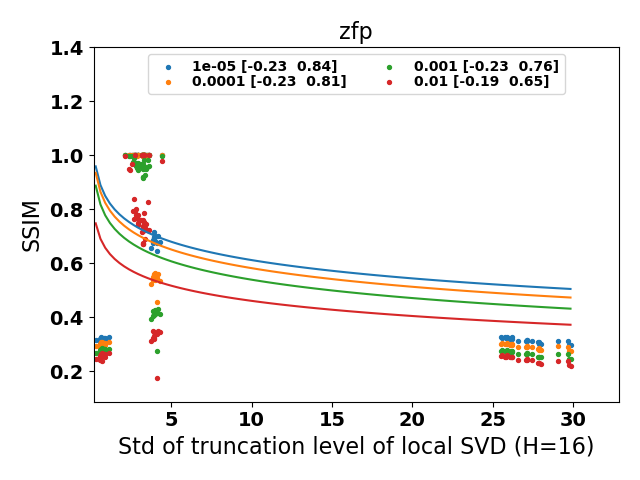 zfp
1e-05 [-0.23  0.84]
0.0001 [-0.23  0.81]
0.001 [-0.23  0.76]
0.01 [-0.19  0.65]
1.4
1.2
1.0
0.8
0.6
0.4
0.2
SSIM
5 10 15 20 25 30
Std of truncation level of local SVD (H=16)